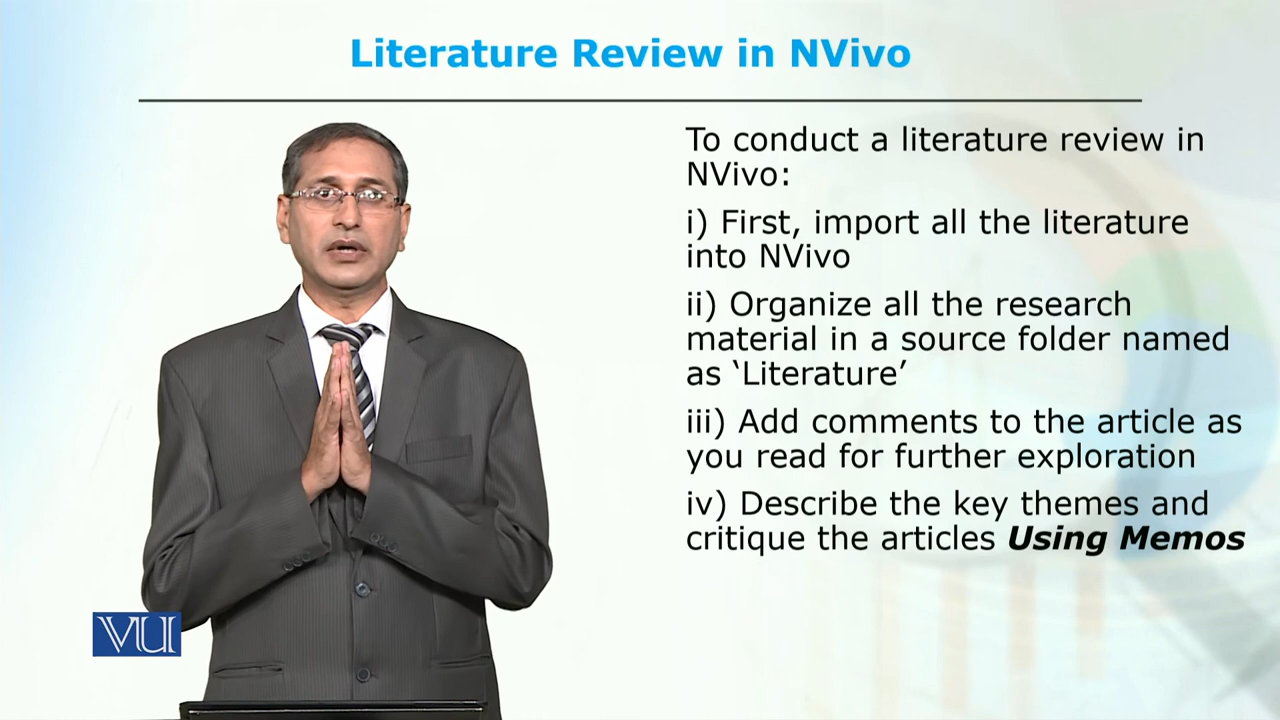 Literature Review in NVivo
To conduct a literature review in
NVivo:
i) First, import all the literature
into NVivo
ii) Organize all the research
material in a source folder named
as ‘Literature’
iii) Add comments to the article as
you read for further exploration
iv) Describe the key themes and
critique the articles Using Memos
VU